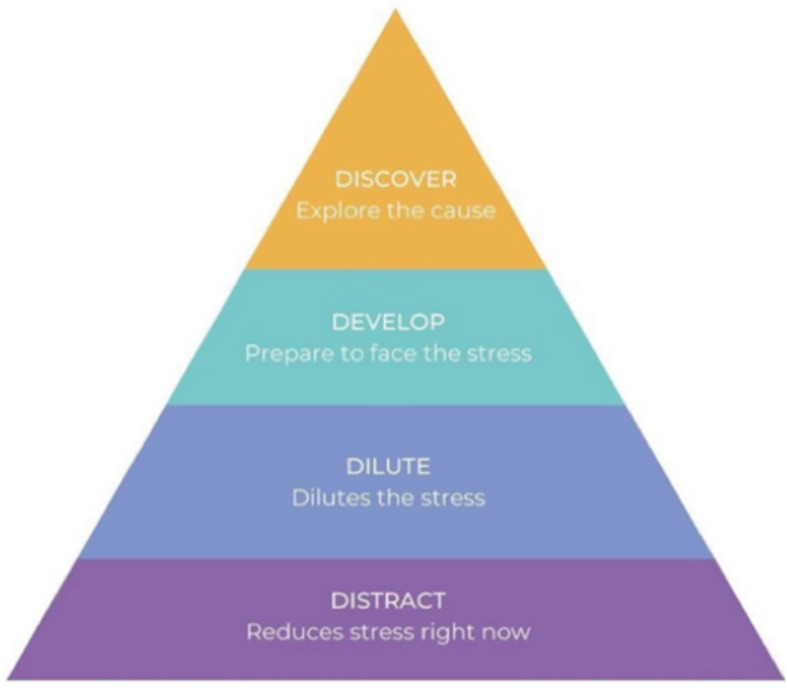 DISCOVER
Explore the cause
DEVELOP
Prepare to face the stress
DILUTE
Dilutes the stress
DISTRACT
Reduces stress right now